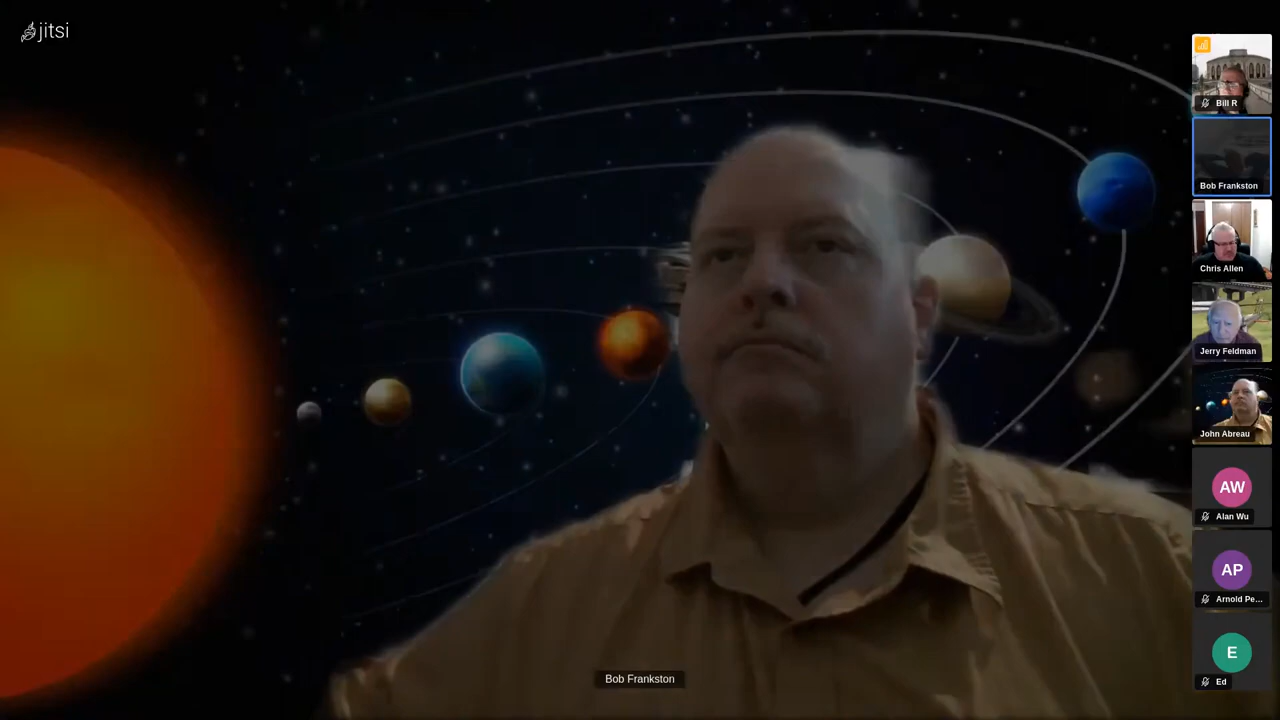 jitsi
Bill R
Bob Frankston
Chris Allen
Jerry Feldman
John Abreau
AW
Alan Wu
AP
Arnold Pe...
E
Ed
Bob Frankston